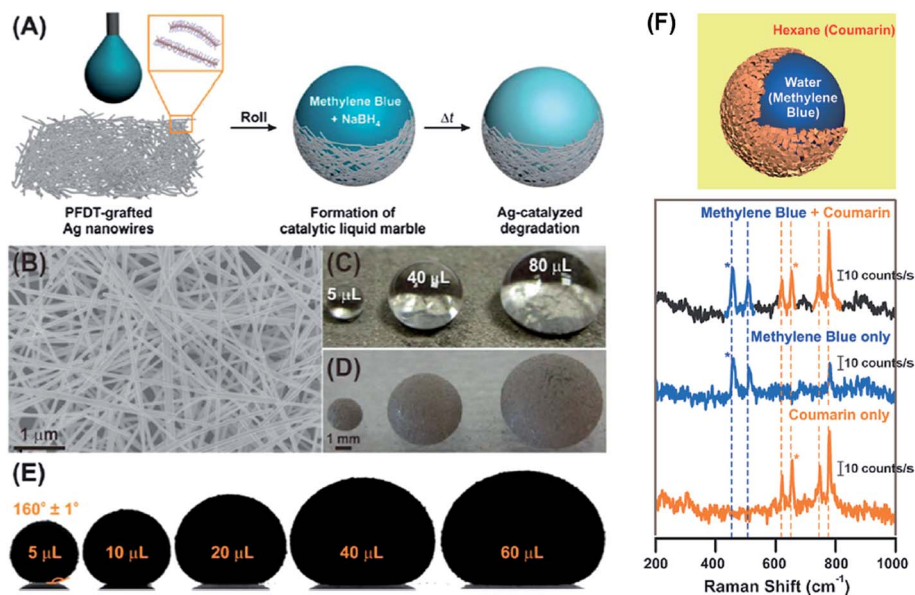 (A)
PFDT-grafted
Ag nanowires
Roll
Methylene Blue
+ NaBH₄
Formation of
catalytic liquid marble
Δt
Ag-catalyzed
degradation
(B)
1 μm
(C)
5 μL
40 μL
80 μL
(D)
1 mm
(E)
160° ± 1°
5 μL
10 μL
20 μL
40 μL
60 μL
(F)
Hexane (Coumarin)
Water
(Methylene
Blue)
Methylene Blue + Coumarin
*
*
10 counts/s
Methylene Blue only
*
10 counts/s
Coumarin only
*
10 counts/s
200 400 600 800 1000
Raman Shift (cm⁻¹)